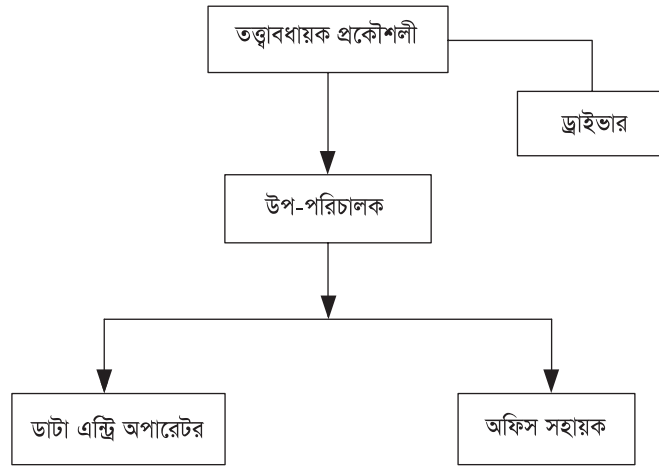 তত্ত্বাবধায়ক প্রকৌশলী
ড্রাইভার
উপ-পরিচালক
ডাটা এন্ট্রি অপারেটর
অফিস সহায়ক